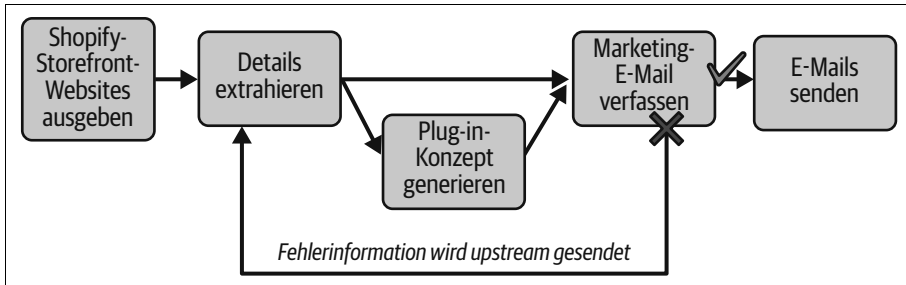 Shopify-
Storefront-
Websites
ausgeben
Details
extrahieren
Plug-in-
Konzept
generieren
Marketing-
E-Mail
verfassen
E-Mails
senden
Fehlerinformation wird upstream gesendet